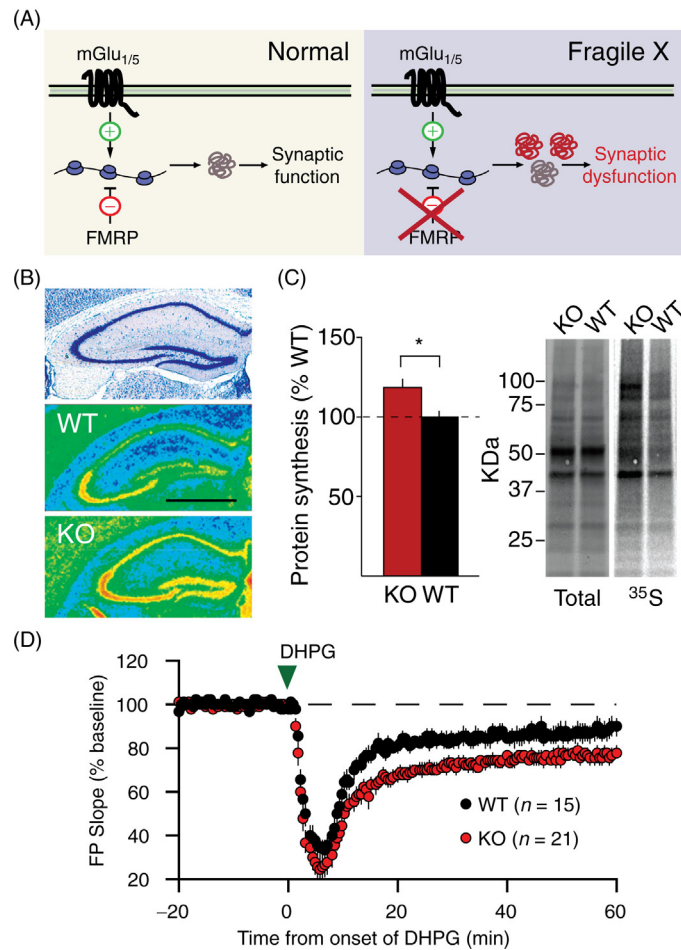 (A)
Normal
mGlu1/5
+
−
FMRP
Synaptic
function
Fragile X
mGlu1/5
+
−
FMRP
Synaptic
dysfunction
(B)
WT
KO
(C)
Protein synthesis (% WT)
150
100
50
*
KO WT
KO WT KO WT
KDa
100
75
50
37
25
Total 35S
(D)
DHPG
FP Slope (% baseline)
120
100
80
60
40
20
WT (n = 15)
KO (n = 21)
−20 0 20 40 60
Time from onset of DHPG (min)